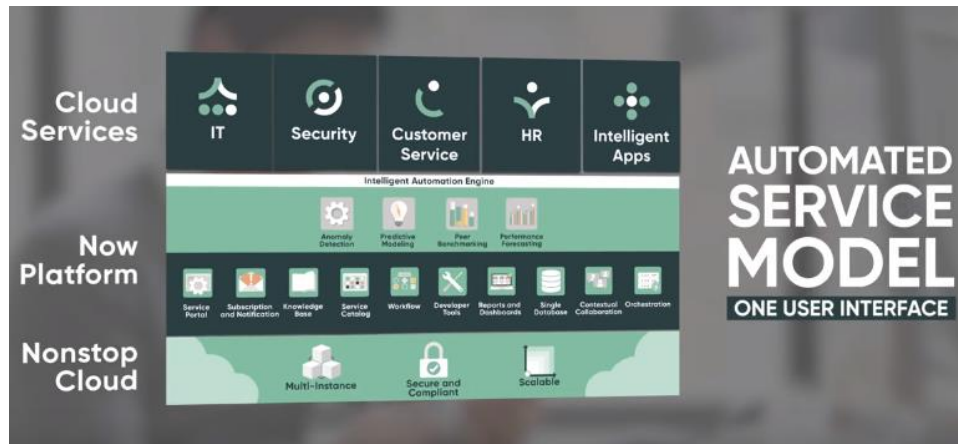 Cloud
Services
IT
Security
Customer
Service
HR
Intelligent
Apps
Intelligent Automation Engine
Now
Platform
Anomaly
Detection
Predictive
Modeling
Peer
Benchmarking
Performance
Forecasting
Service
Portal
Subscription
and Notification
Knowledge
Base
Service
Catalog
Workflow
Developer
Tools
Reports and
Dashboards
Single
Database
Contextual
Collaboration
Orchestration
Nonstop
Cloud
Multi-Instance
Secure and
Compliant
Scalable
AUTOMATED
SERVICE
MODEL
ONE USER INTERFACE